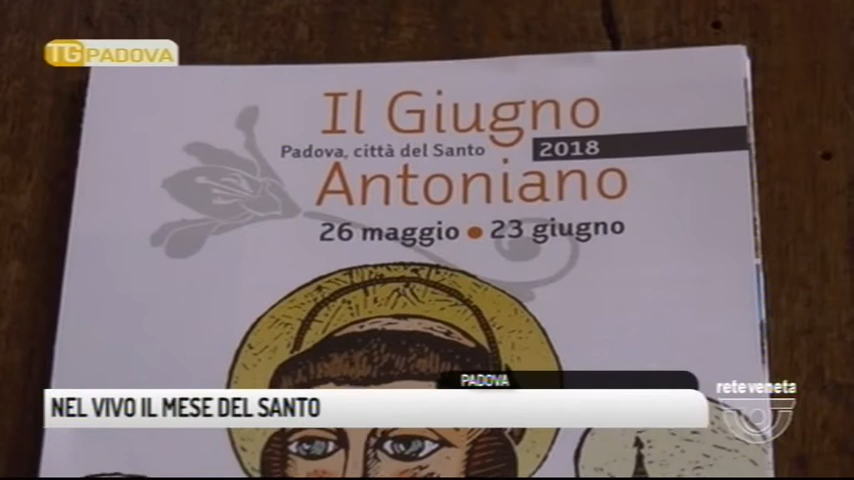 TG PADOVA
Il Giugno
Padova, città del Santo 2018
Antoniano
26 maggio • 23 giugno
PADOVA
NEL VIVO IL MESE DEL SANTO
rete veneta